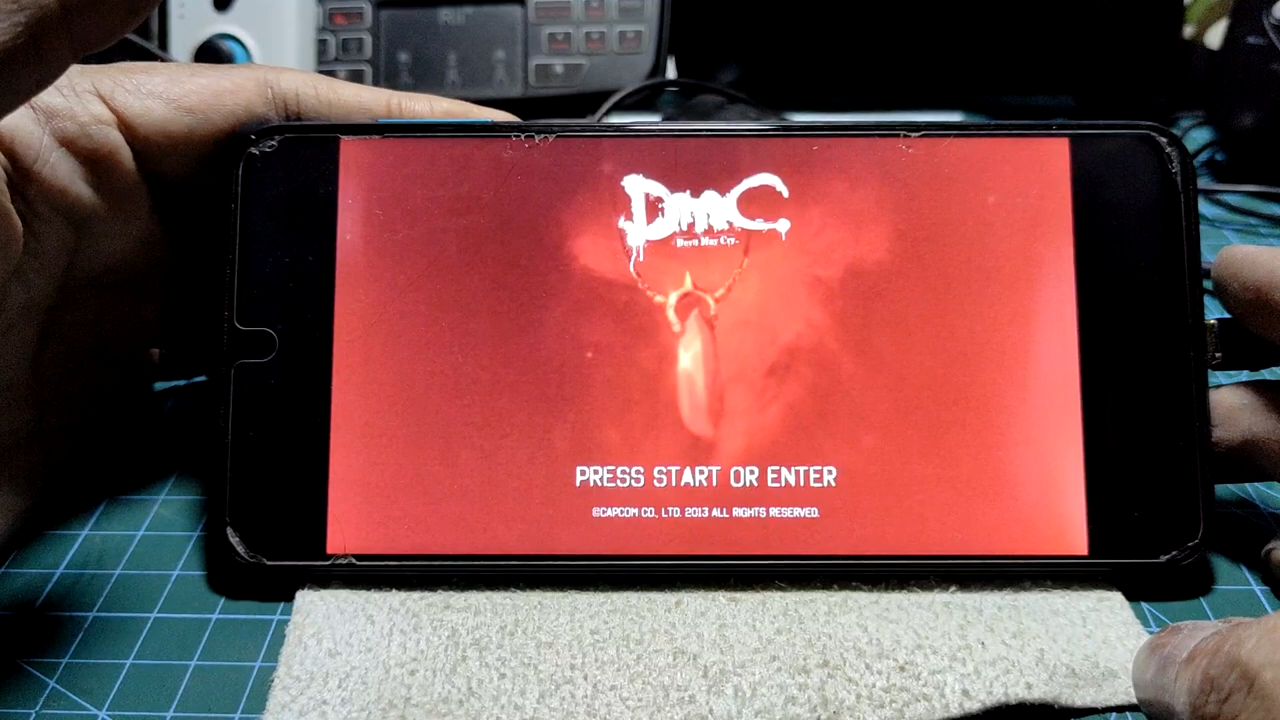 DmC
Devil May Cry
PRESS START OR ENTER
©CAPCOM CO., LTD. 2013 ALL RIGHTS RESERVED.